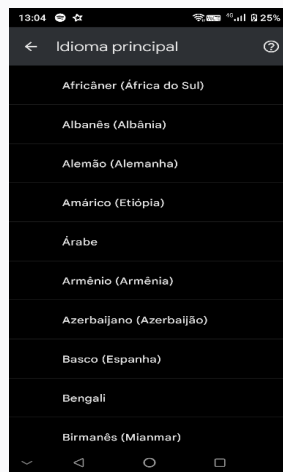 13:04 4G 25%
Idioma principal
Africâner (África do Sul)
Albanês (Albânia)
Alemão (Alemanha)
Amárico (Etiópia)
Árabe
Armênio (Armênia)
Azerbaijano (Azerbaijão)
Basco (Espanha)
Bengali
Birmanês (Mianmar)